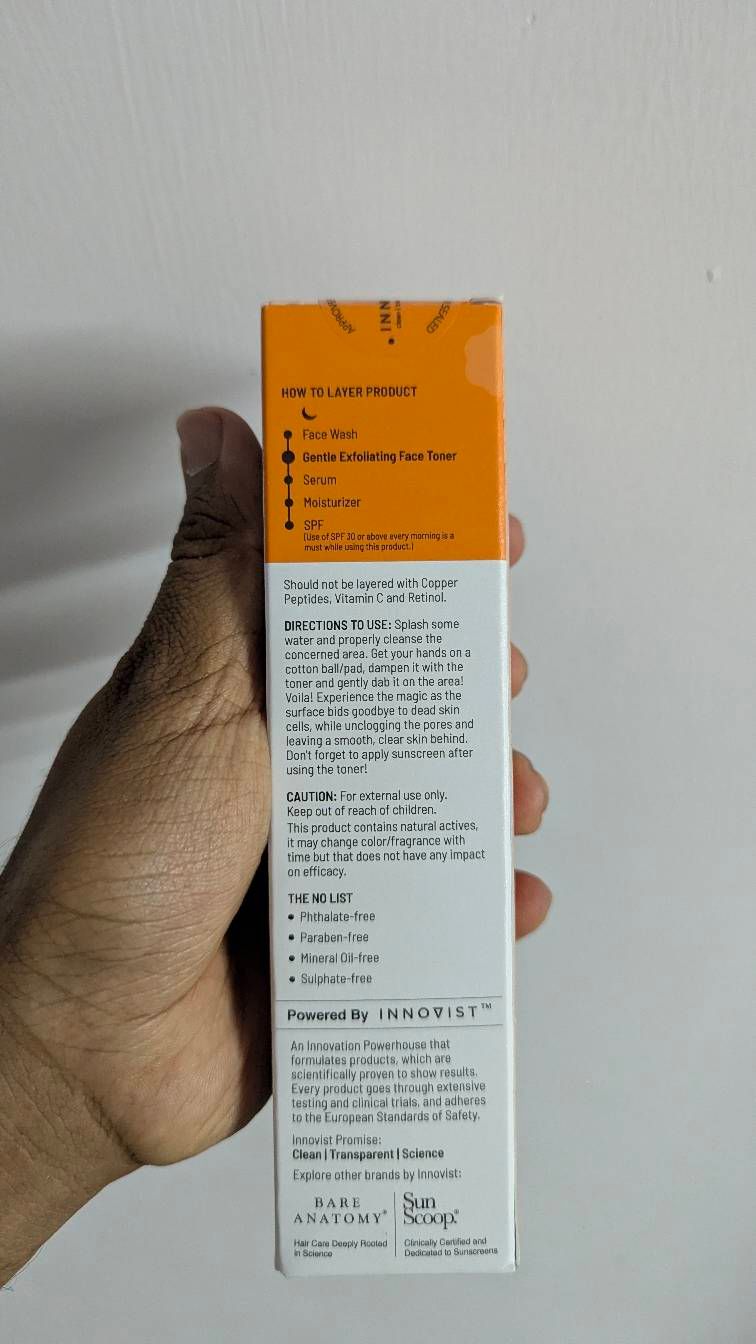 APPROVED
INN
clean-l
SEALED
HOW TO LAYER PRODUCT
Face Wash
Gentle Exfoliating Face Toner
Serum
Moisturizer
SPF
(Use of SPF 30 or above every morning is a
must while using this product.)
Should not be layered with Copper
Peptides, Vitamin C and Retinol.
DIRECTIONS TO USE: Splash some
water and properly cleanse the
concerned area. Get your hands on a
cotton ball/pad, dampen it with the
toner and gently dab it on the area!
Voila! Experience the magic as the
surface bids goodbye to dead skin
cells, while unclogging the pores and
leaving a smooth, clear skin behind.
Don't forget to apply sunscreen after
using the toner!
CAUTION: For external use only.
Keep out of reach of children.
This product contains natural actives,
it may change color/fragrance with
time but that does not have any impact
on efficacy.
THE NO LIST
• Phthalate-free
• Paraben-free
• Mineral Oil-free
• Sulphate-free
Powered By INNOVIST™
An Innovation Powerhouse that
formulates products, which are
scientifically proven to show results.
Every product goes through extensive
testing and clinical trials, and adheres
to the European Standards of Safety.
Innovist Promise:
Clean | Transparent | Science
Explore other brands by Innovist:
BARE
ANATOMY®
Hair Care Deeply Rooted
in Science
Sun
Scoop®
Clinically Certified and
Dedicated to Sunscreens